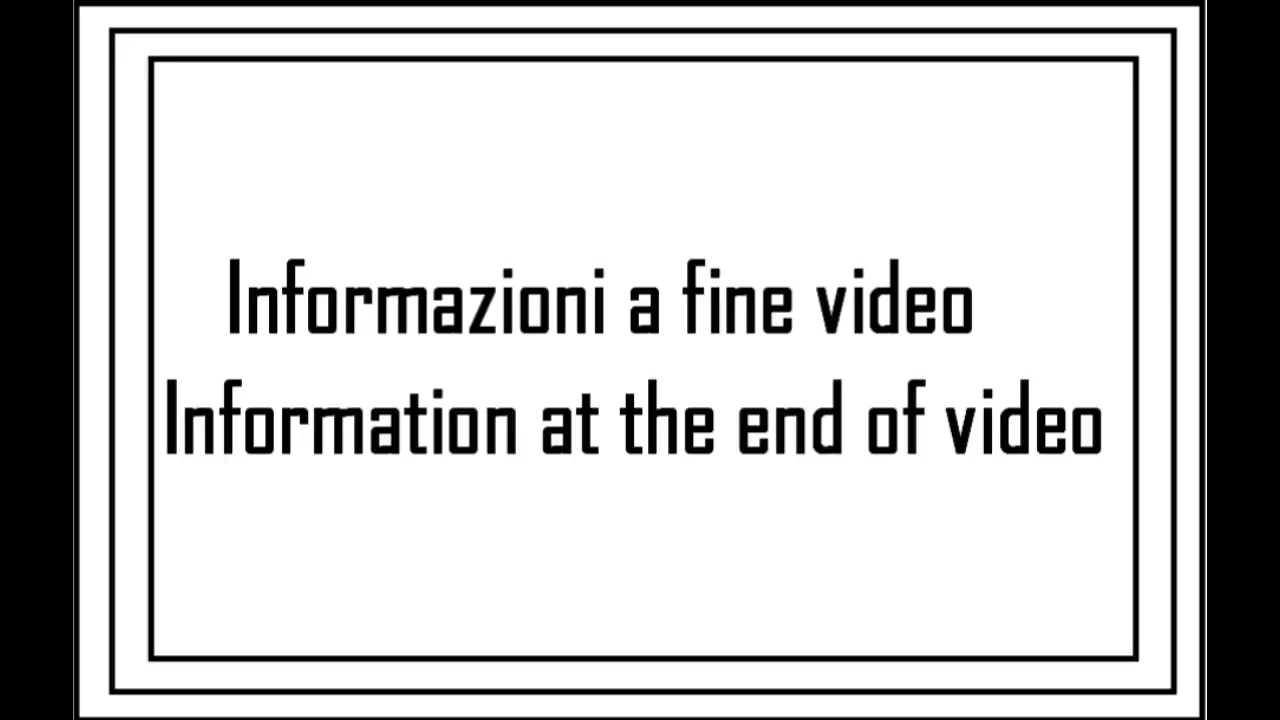 Informazioni a fine video
Information at the end of video